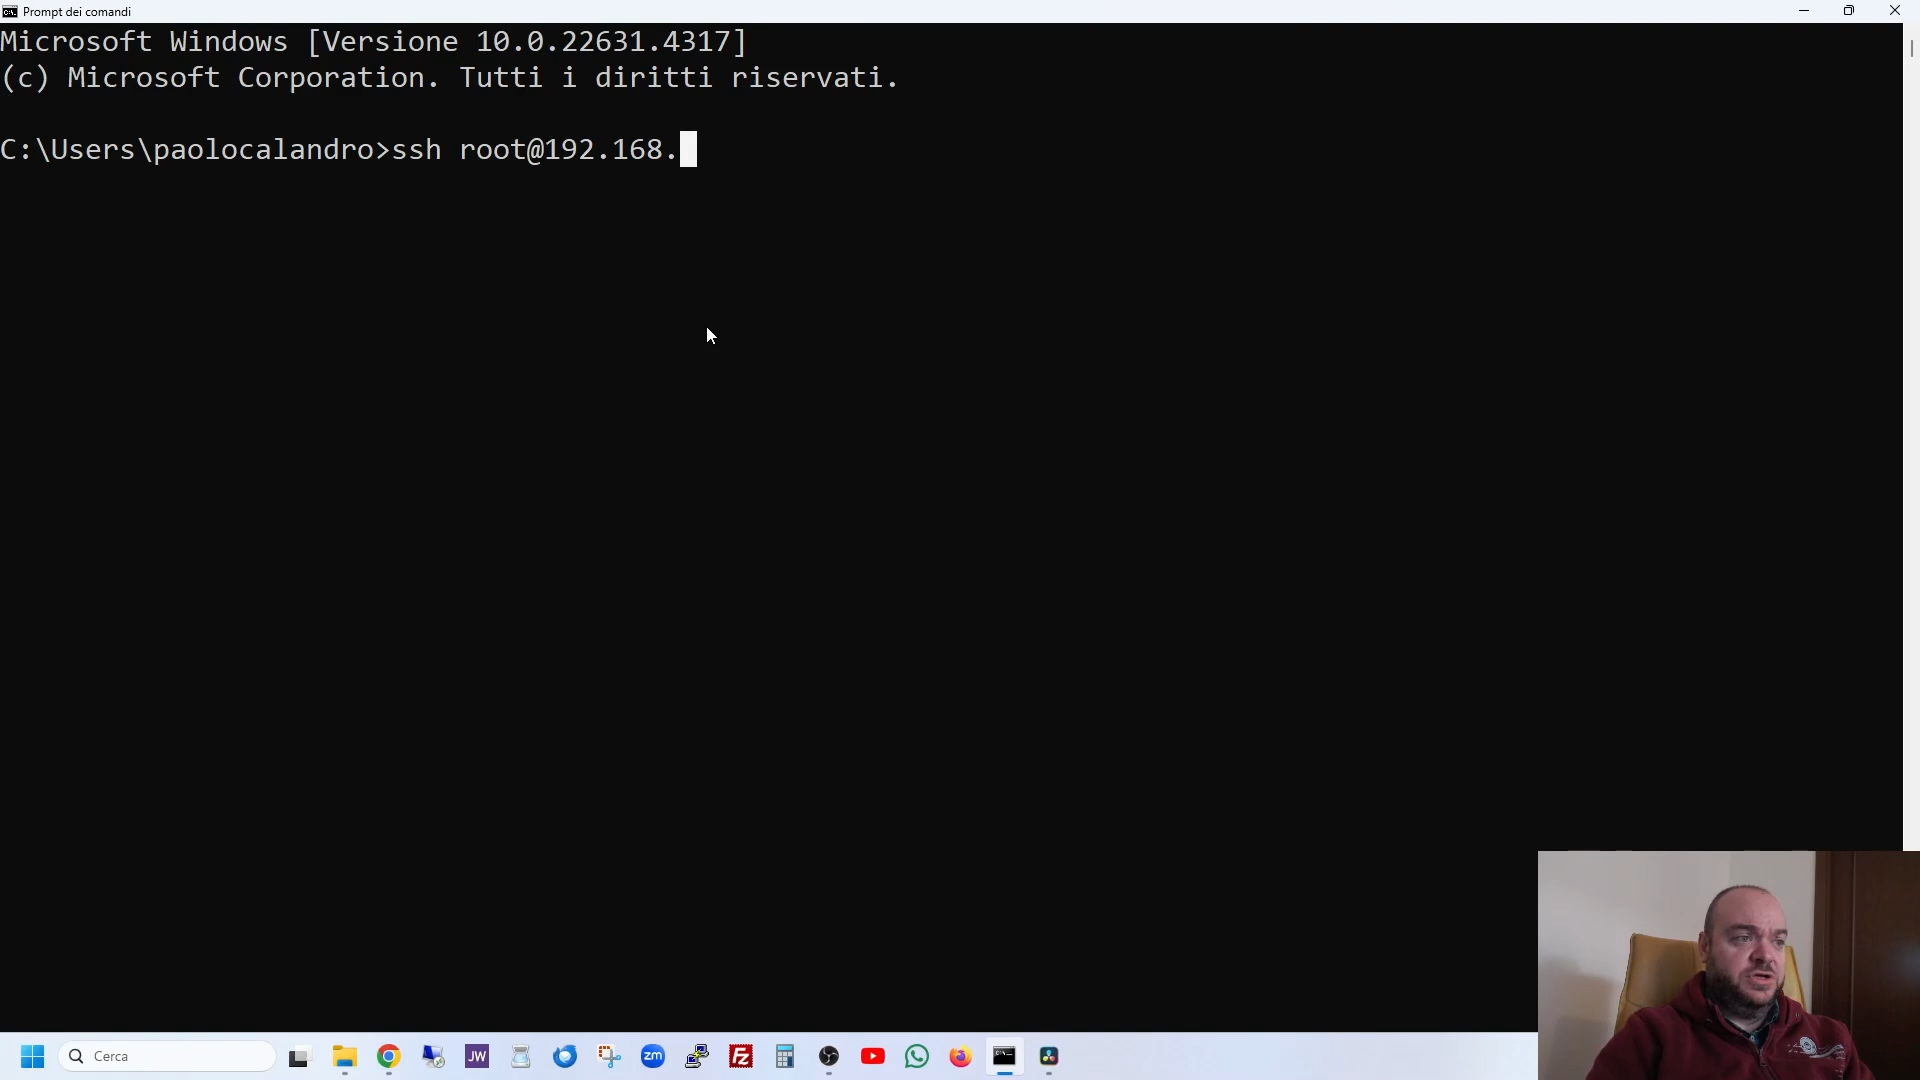 Prompt dei comandi
Microsoft Windows [Versione 10.0.22631.4317]
(c) Microsoft Corporation. Tutti i diritti riservati.
C:\Users\paolocalandro>ssh root@192.168.
Cerca
JW
zm
FZ